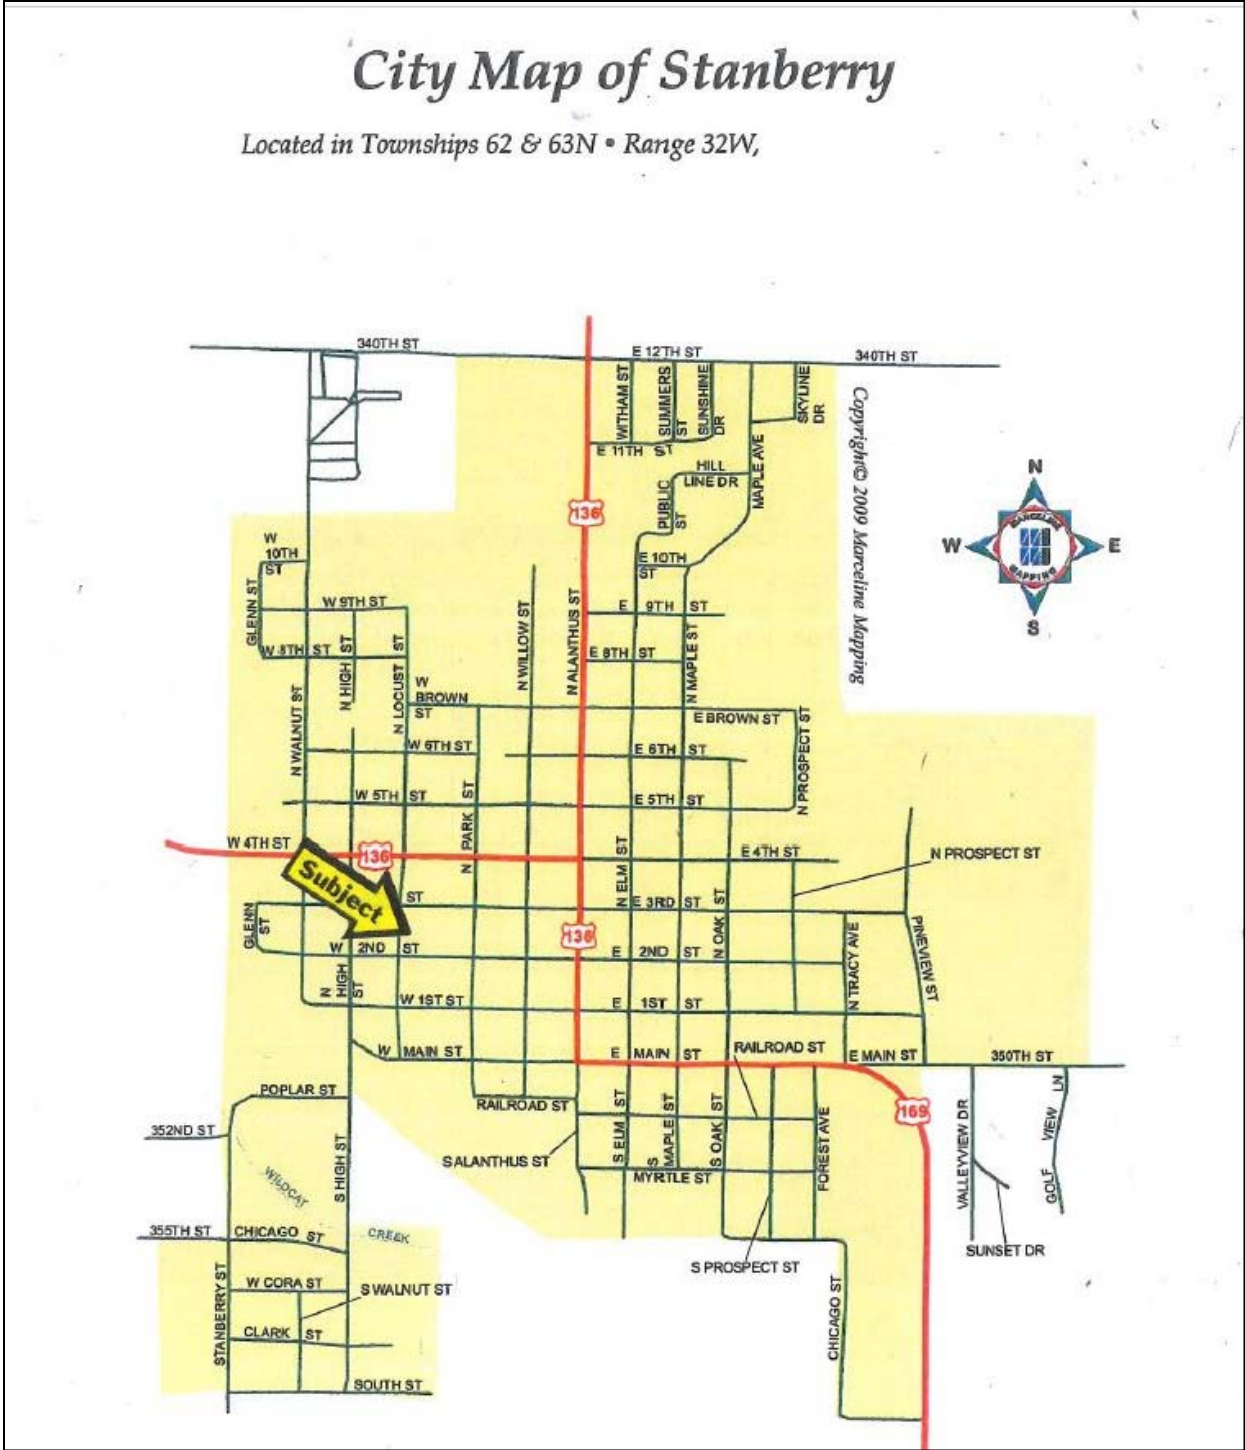 City Map of Stanberry
Located in Townships 62 & 63N • Range 32W,
340TH ST
E 12TH ST
340TH ST
WITHAM ST
SUMMERS ST
SUNSHINE DR
SKYLINE DR
E 11TH ST
MAPLE AVE
HILL LINE DR
PUBLIC ST
136
Copyright© 2009 Marceline Mapping
N
W
E
S
MARCELINE
MAPPING
W 10TH ST
E 10TH ST
GLENN ST
W 9TH ST
E 9TH ST
W 8TH ST
E 8TH ST
N HIGH ST
N LOCUST ST
N WILLOW ST
N ALANTHUS ST
N MAPLE ST
N WALNUT ST
W BROWN ST
E BROWN ST
W 6TH ST
E 6TH ST
N PROSPECT ST
W 5TH ST
E 5TH ST
N PARK ST
W 4TH ST
136
E 4TH ST
N PROSPECT ST
Subject
ST
N ELM ST
E 3RD ST
N OAK ST
GLENN ST
136
W 2ND ST
E 2ND ST
N TRACY AVE
PINEVIEW ST
N HIGH ST
W 1ST ST
E 1ST ST
W MAIN ST
E MAIN ST
RAILROAD ST
E MAIN ST
350TH ST
POPLAR ST
RAILROAD ST
169
352ND ST
S ELM ST
S MAPLE ST
S OAK ST
FOREST AVE
VALLEYVIEW DR
GOLF VIEW LN
S ALANTHUS ST
MYRTLE ST
S HIGH ST
WILDCAT
CREEK
355TH ST
CHICAGO ST
SUNSET DR
S PROSPECT ST
W CORA ST
S WALNUT ST
STANBERRY ST
CLARK ST
CHICAGO ST
SOUTH ST